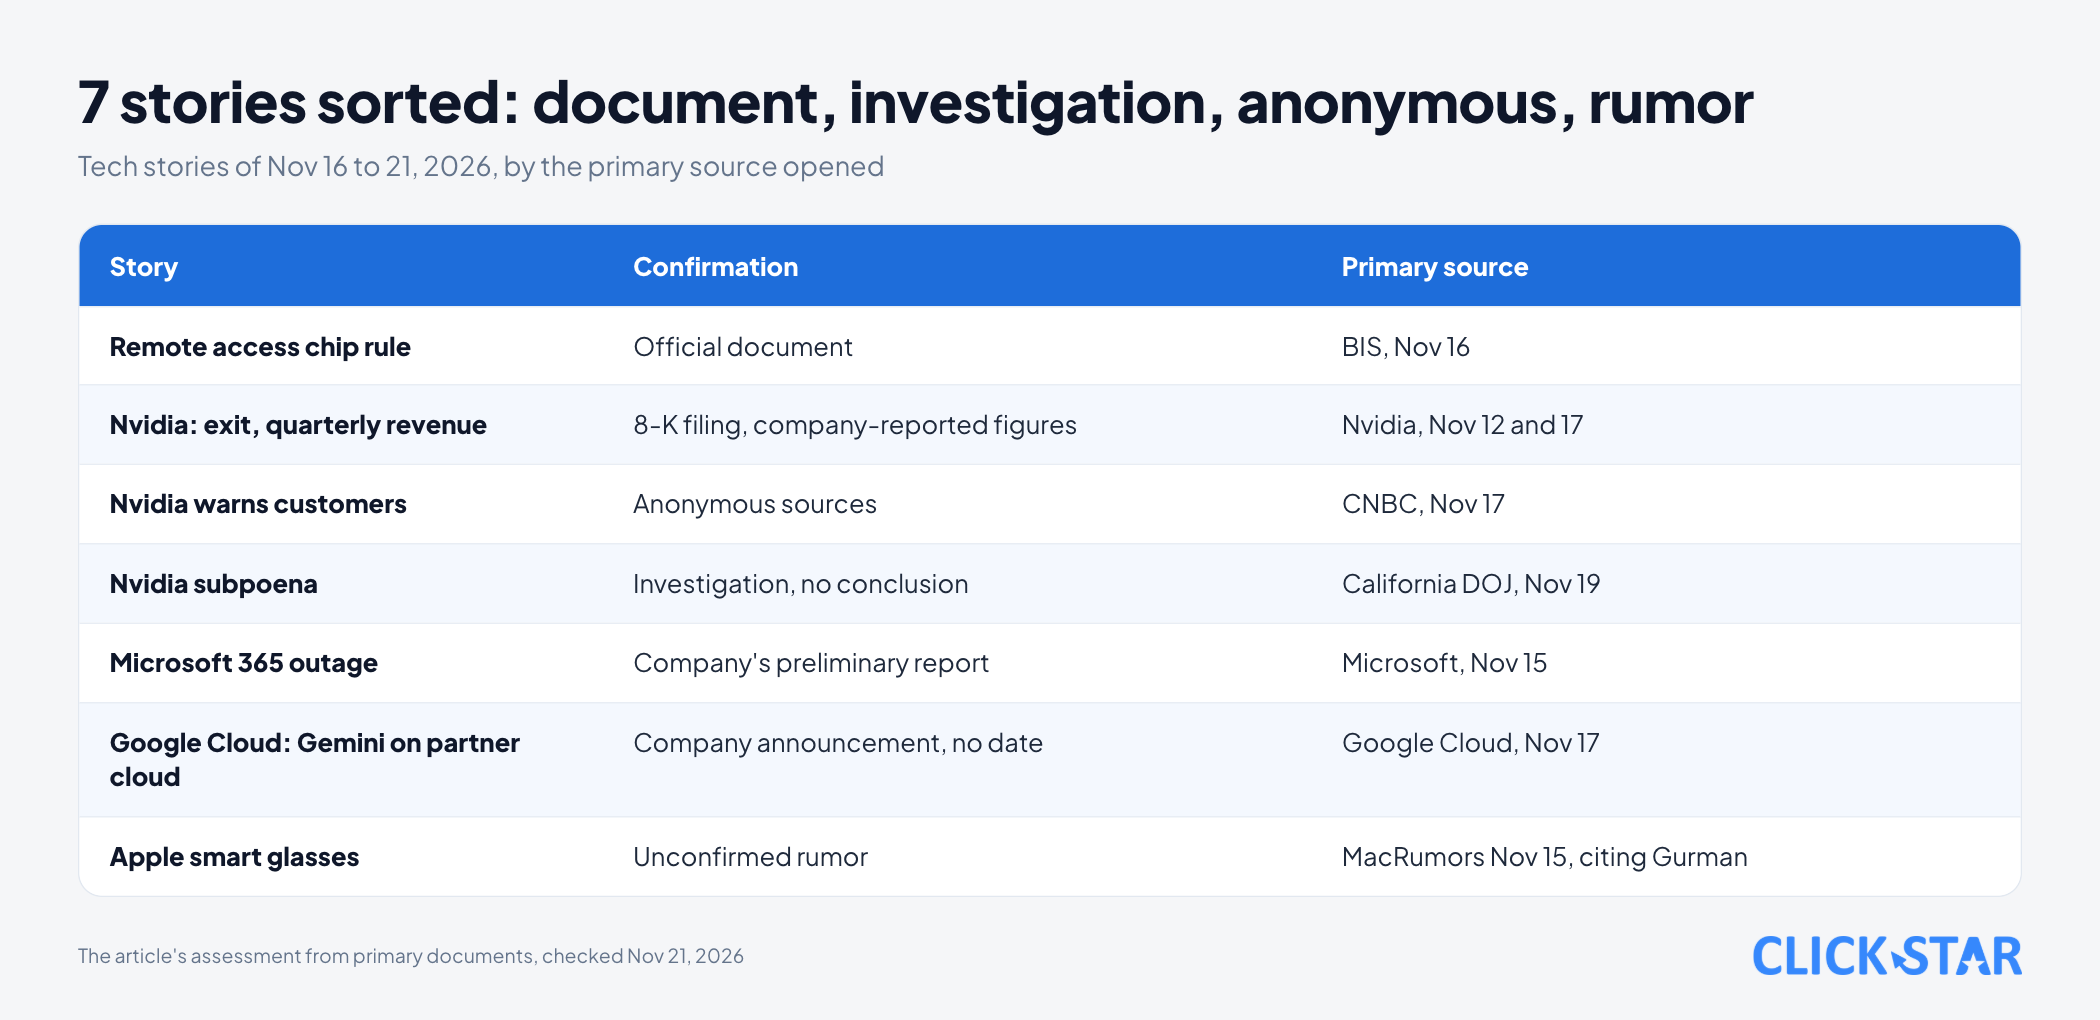 7 stories sorted: document, investigation, anonymous, rumor
Tech stories of Nov 16 to 21, 2026, by the primary source opened
Story Confirmation Primary source
Remote access chip rule Official document BIS, Nov 16
Nvidia: exit, quarterly revenue 8-K filing, company-reported figures Nvidia, Nov 12 and 17
Nvidia warns customers Anonymous sources CNBC, Nov 17
Nvidia subpoena Investigation, no conclusion California DOJ, Nov 19
Microsoft 365 outage Company's preliminary report Microsoft, Nov 15
Google Cloud: Gemini on partner Company announcement, no date Google Cloud, Nov 17
cloud
Apple smart glasses Unconfirmed rumor MacRumors Nov 15, citing Gurman
The article's assessment from primary documents, checked Nov 21, 2026
CLICKSTAR